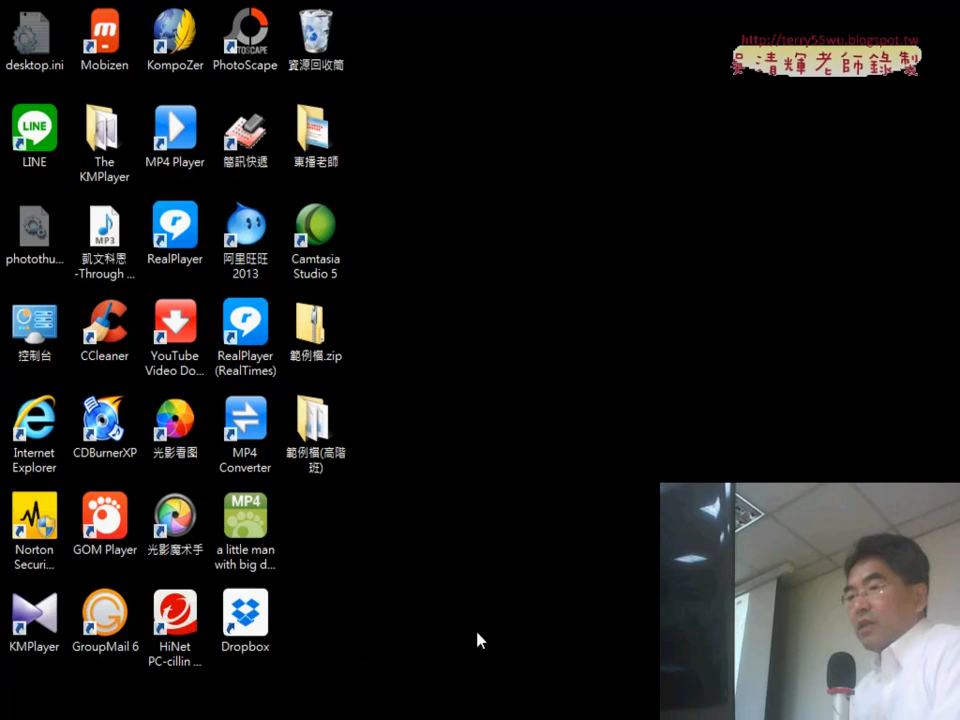 http://terry55wu.blogspot.tw
吳清輝老師錄製
desktop.ini
Mobizen
KompoZer
PhotoScape
TOSCAPE
資源回收筒
LINE
LINE
The
KMPlayer
MP4 Player
簡訊快遞
東播老師
photothu...
MP3
凱文科恩
-Through ...
RealPlayer
阿里旺旺
2013
Camtasia
Studio 5
控制台
CCleaner
YouTube
Video Do...
RealPlayer
(RealTimes)
範例檔.zip
Internet
Explorer
CDBurnerXP
光影看图
MP4
Converter
範例檔(高階
班)
Norton
Securi...
GOM Player
光影魔术手
MP4
a little man
with big d...
KMPlayer
GroupMail 6
HiNet
PC-cillin ...
Dropbox